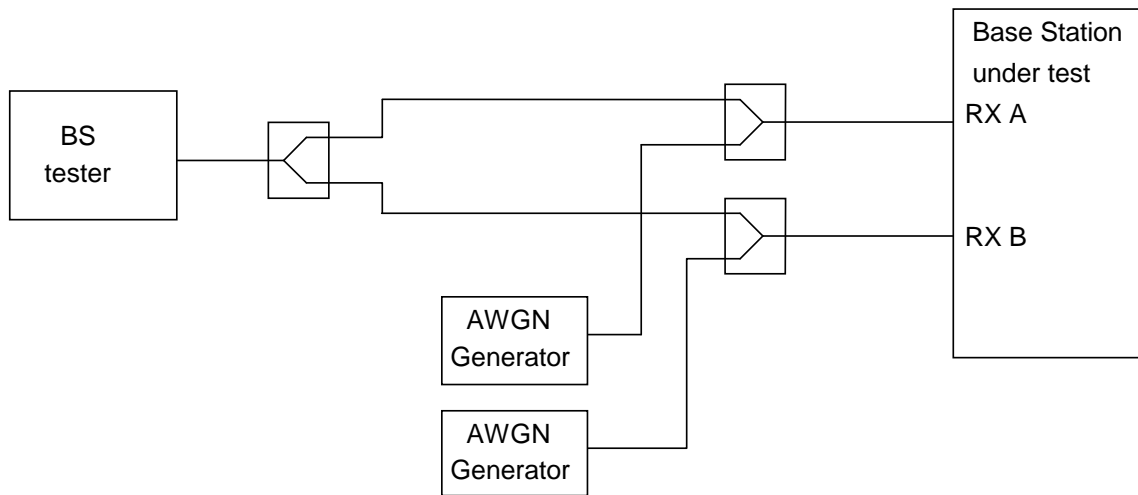 BS
tester
Base Station
under test
RX A
RX B
AWGN
Generator
AWGN
Generator